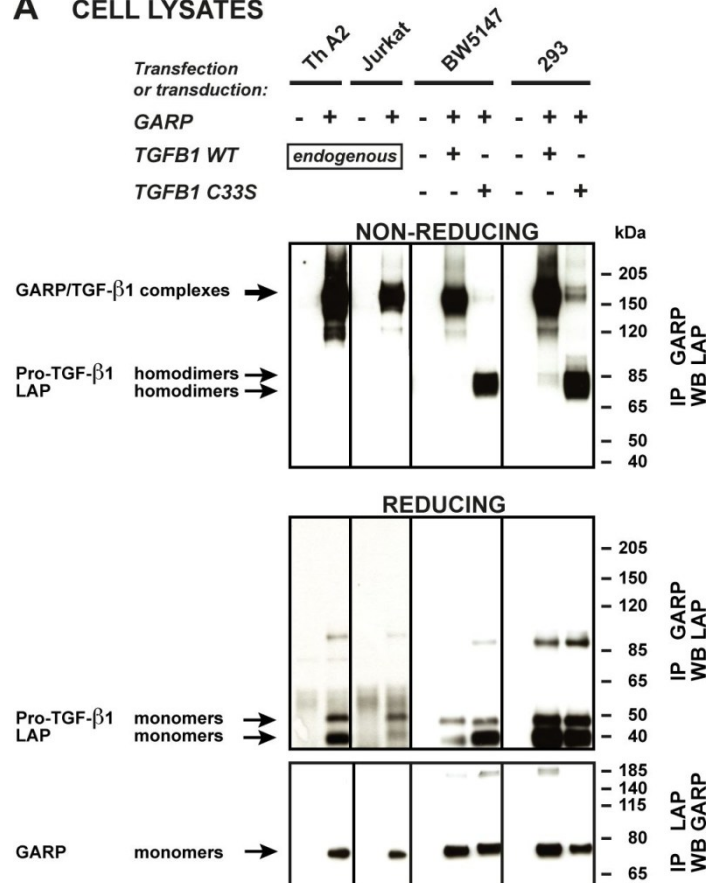 A CELL LYSATES
Th A2 Jurkat BW5147 293
Transfection
or transduction:
GARP - + - + - + + - + +
TGFB1 WT endogenous - + - - + -
TGFB1 C33S - - + - - +
NON-REDUCING kDa
GARP/TGF-β1 complexes
Pro-TGF-β1 homodimers
LAP homodimers
– 205
– 150
– 120
– 85
– 65
– 50
– 40
IP GARP
WB LAP
REDUCING
– 205
– 150
– 120
– 85
– 65
– 50
– 40
IP GARP
WB LAP
Pro-TGF-β1 monomers
LAP monomers
– 185
– 140
– 115
– 80
– 65
IP LAP
WB GARP
GARP monomers